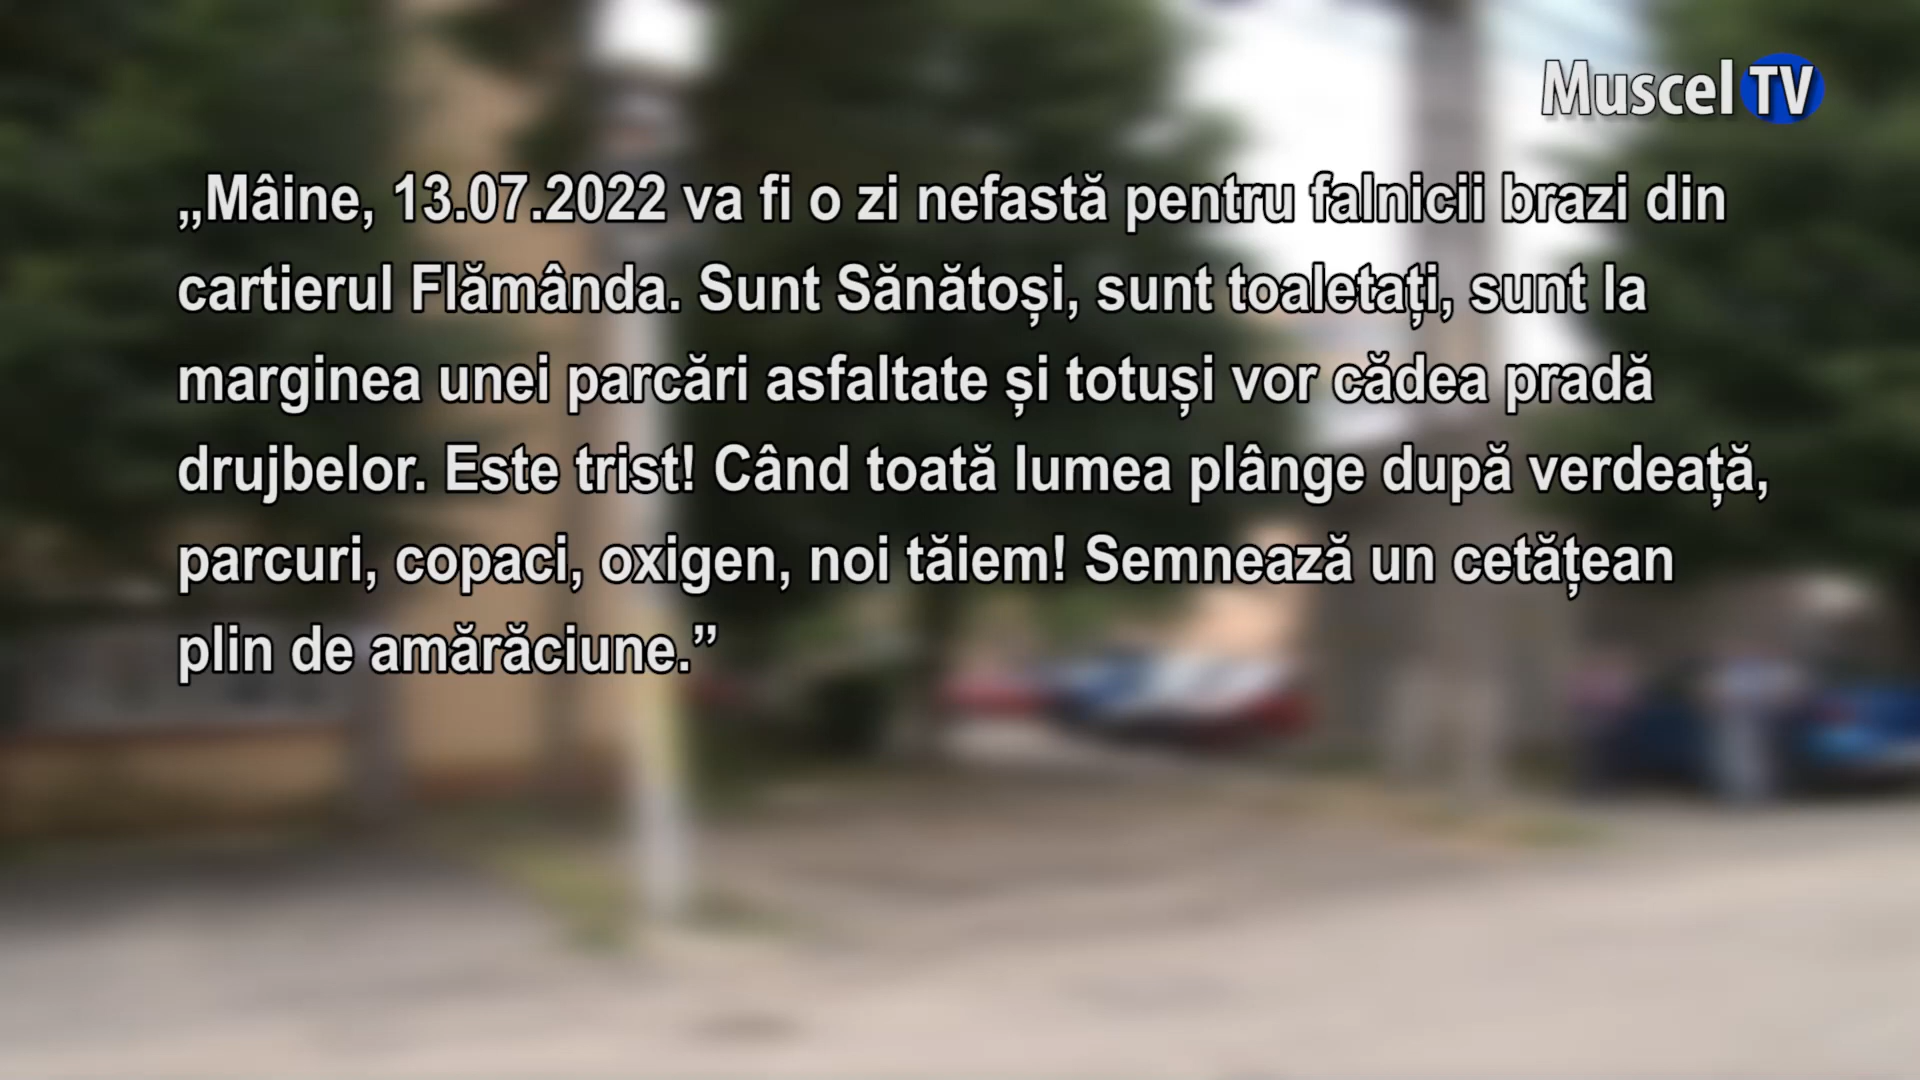 Muscel TV
„Mâine, 13.07.2022 va fi o zi nefastă pentru falnicii brazi din
cartierul Flămânda. Sunt Sănătoși, sunt toaletați, sunt la
marginea unei parcări asfaltate și totuși vor cădea pradă
drujbelor. Este trist! Când toată lumea plânge după verdeață,
parcuri, copaci, oxigen, noi tăiem! Semnează un cetățean
plin de amărăciune.”